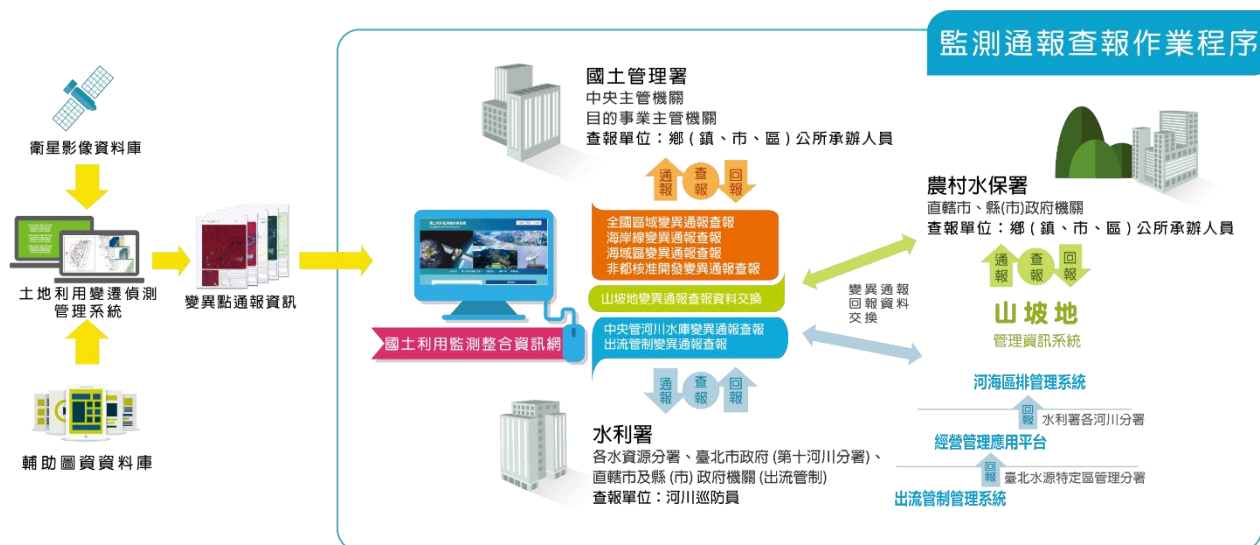 監測通報查報作業程序
衛星影像資料庫
土地利用變遷偵測
管理系統
輔助圖資資料庫
變異點通報資訊
國土利用監測整合資訊網
國土管理署
中央主管機關
目的事業主管機關
查報單位：鄉(鎮、市、區)公所承辦人員
通報
查報
回報
全國區域變異通報查報
海岸線變異通報查報
海域區變異通報查報
非都核准開發變異通報查報
山坡地變異通報查報資料交換
中央管河川水庫變異通報查報
出流管制變異通報查報
通報
查報
回報
水利署
各水資源分署、臺北市政府(第十河川分署)、
直轄市及縣(市)政府機關(出流管制)
查報單位：河川巡防員
變異通報
回報資料
交換
農村水保署
直轄市、縣(市)政府機關
查報單位：鄉(鎮、市、區)公所承辦人員
通報
查報
回報
山坡地
管理資訊系統
河海區排管理系統
回報
水利署各河川分署
經營管理應用平台
回報
臺北水源特定區管理分署
出流管制管理系統